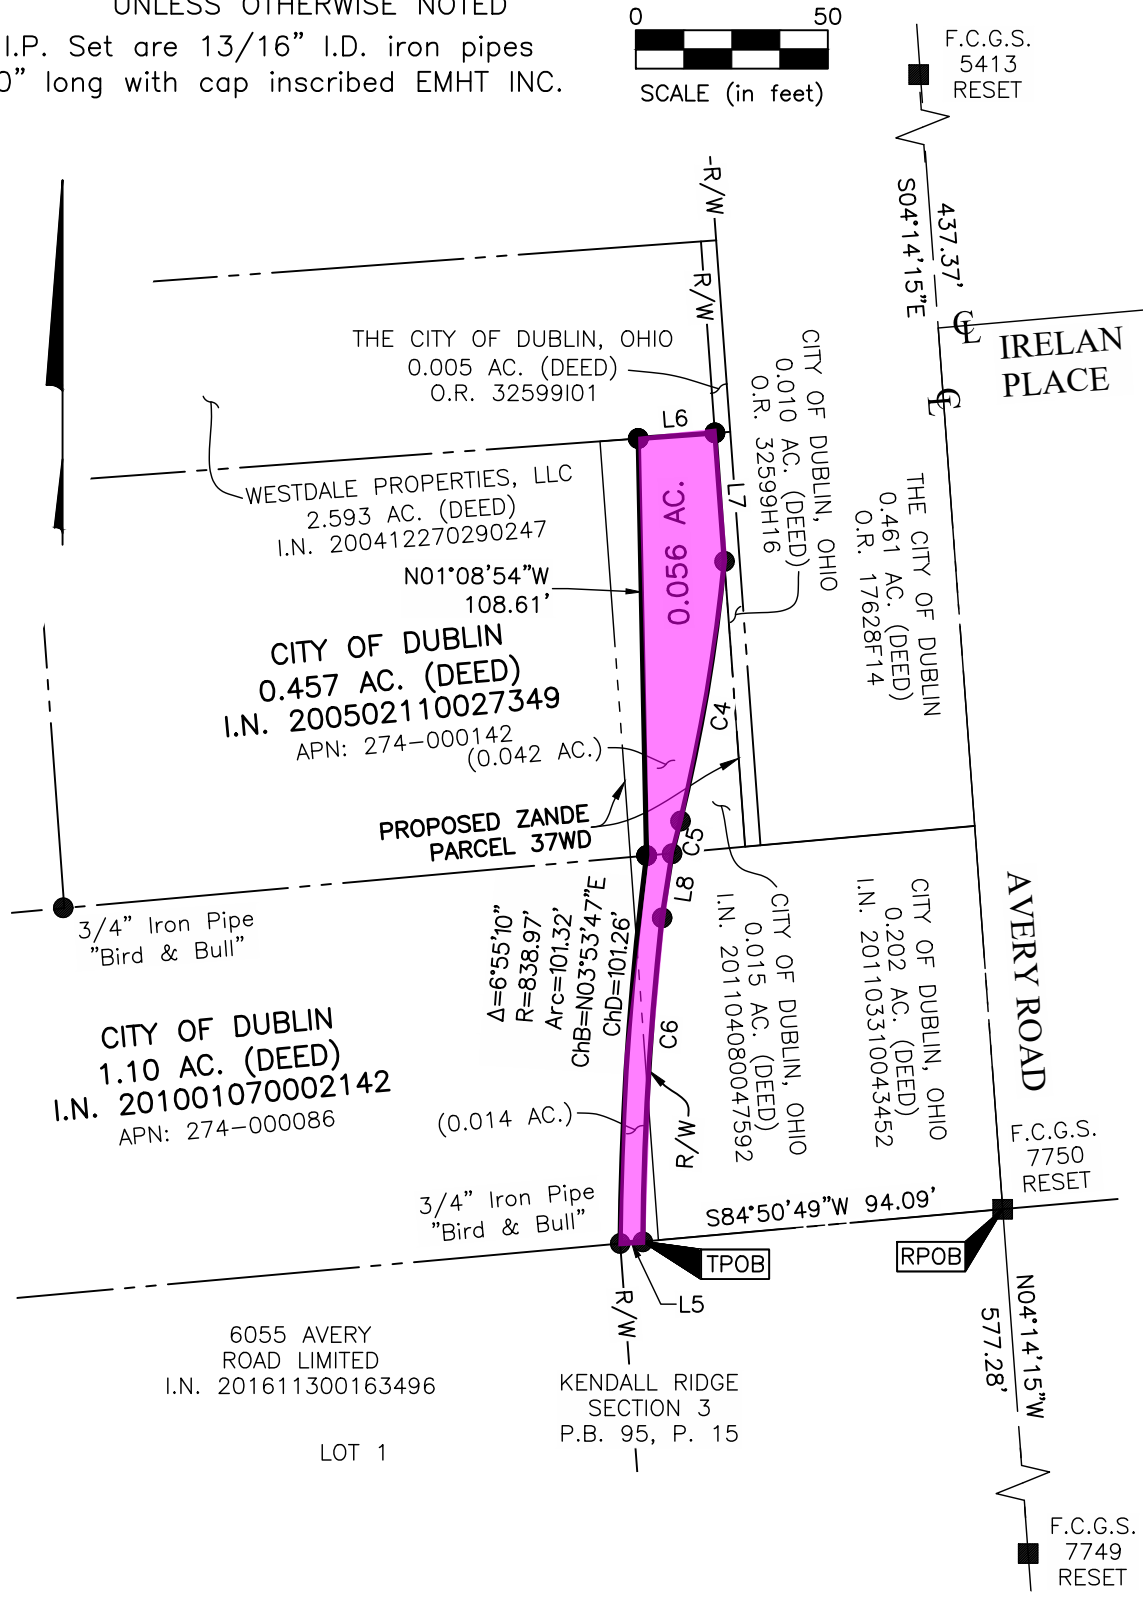 UNLESS OTHERWISE NOTED
I.P. Set are 13/16" I.D. iron pipes
0" long with cap inscribed EMHT INC.
0 50
SCALE (in feet)
F.C.G.S.
5413
RESET
R/W
S04°14'15"E
437.37'
R/W
℄
IRELAN
PLACE
℄
THE CITY OF DUBLIN, OHIO
0.005 AC. (DEED)
O.R. 32599I01
CITY OF DUBLIN, OHIO
0.010 AC. (DEED)
O.R. 32599H16
L6
L7
WESTDALE PROPERTIES, LLC
2.593 AC. (DEED)
I.N. 200412270290247
0.056 AC.
THE CITY OF DUBLIN
0.461 AC. (DEED)
O.R. 17628F14
N01°08'54"W
108.61'
CITY OF DUBLIN
0.457 AC. (DEED)
I.N. 200502110027349
APN: 274-000142
(0.042 AC.)
C4
PROPOSED ZANDE
PARCEL 37WD
C5
L8
3/4" Iron Pipe
"Bird & Bull"
Δ=6°55'10"
R=838.97'
Arc=101.32'
ChB=N03°53'47"E
ChD=101.26'
CITY OF DUBLIN, OHIO
0.015 AC. (DEED)
I.N. 201104080047592
CITY OF DUBLIN, OHIO
0.202 AC. (DEED)
I.N. 201103310043452
AVERY ROAD
CITY OF DUBLIN
1.10 AC. (DEED)
I.N. 201001070002142
APN: 274-000086
C6
(0.014 AC.)
R/W
F.C.G.S.
7750
RESET
3/4" Iron Pipe
"Bird & Bull"
S84°50'49"W 94.09'
TPOB
RPOB
L5
R/W
N04°14'15"W
577.28'
6055 AVERY
ROAD LIMITED
I.N. 201611300163496
LOT 1
KENDALL RIDGE
SECTION 3
P.B. 95, P. 15
F.C.G.S.
7749
RESET